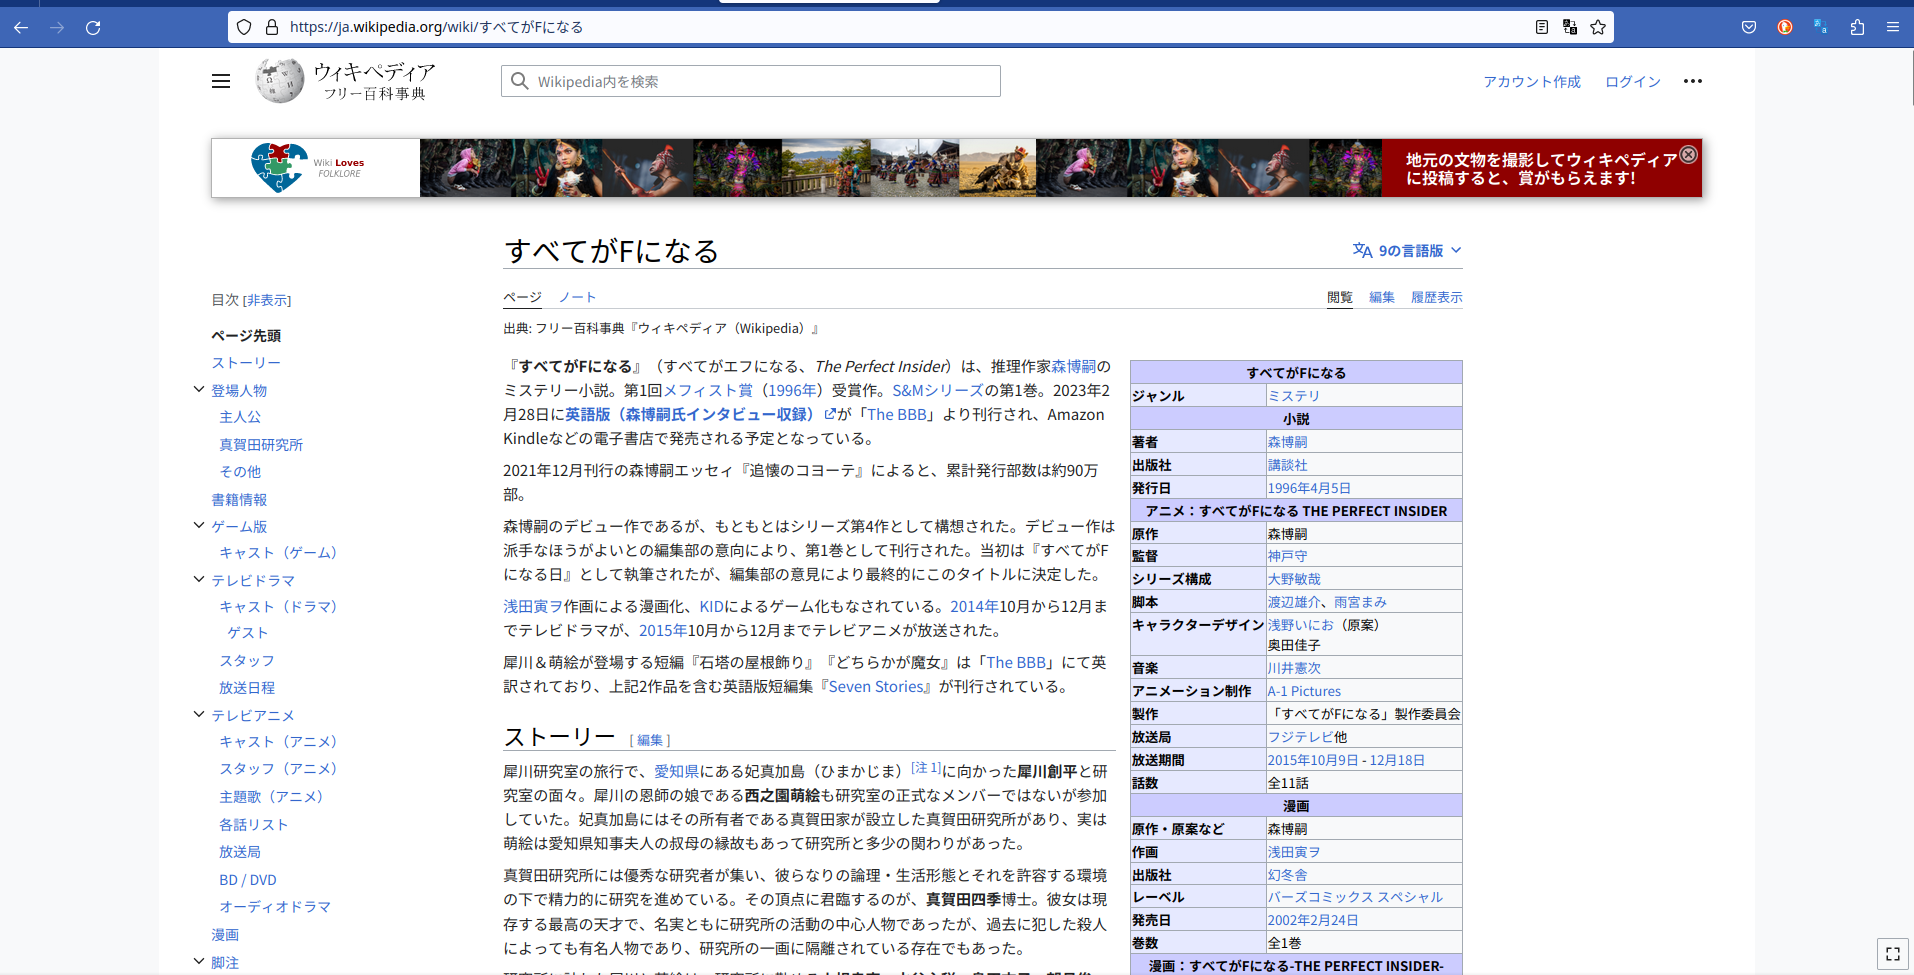 https://ja.wikipedia.org/wiki/すべてがFになる
ウィキペディア
フリー百科事典
Wikipedia内を検索
アカウント作成
ログイン
Wiki Loves
FOLKLORE
地元の文物を撮影してウィキペディア
に投稿すると、賞がもらえます!
すべてがFになる
9の言語版
目次 [非表示]
ページ先頭
ストーリー
登場人物
主人公
真賀田研究所
その他
書籍情報
ゲーム版
キャスト（ゲーム）
テレビドラマ
キャスト（ドラマ）
ゲスト
スタッフ
放送日程
テレビアニメ
キャスト（アニメ）
スタッフ（アニメ）
主題歌（アニメ）
各話リスト
放送局
BD / DVD
オーディオドラマ
漫画
脚注
ページ ノート
閲覧 編集 履歴表示
出典: フリー百科事典『ウィキペディア（Wikipedia）』
『すべてがFになる』（すべてがエフになる、The Perfect Insider）は、推理作家森博嗣の
ミステリー小説。第1回メフィスト賞（1996年）受賞作。S&Mシリーズの第1巻。2023年2
月28日に英語版（森博嗣氏インタビュー収録）が「The BBB」より刊行され、Amazon
Kindleなどの電子書店で発売される予定となっている。
2021年12月刊行の森博嗣エッセィ『追懐のコヨーテ』によると、累計発行部数は約90万
部。
森博嗣のデビュー作であるが、もともとはシリーズ第4作として構想された。デビュー作は
派手なほうがよいとの編集部の意向により、第1巻として刊行された。当初は『すべてがF
になる日』として執筆されたが、編集部の意見により最終的にこのタイトルに決定した。
浅田寅ヲ作画による漫画化、KIDによるゲーム化もなされている。2014年10月から12月ま
でテレビドラマが、2015年10月から12月までテレビアニメが放送された。
犀川＆萌絵が登場する短編『石塔の屋根飾り』『どちらかが魔女』は「The BBB」にて英
訳されており、上記2作品を含む英語版短編集『Seven Stories』が刊行されている。
ストーリー [ 編集 ]
犀川研究室の旅行で、愛知県にある妃真加島（ひまかじま）[注 1]に向かった犀川創平と研
究室の面々。犀川の恩師の娘である西之園萌絵も研究室の正式なメンバーではないが参加
していた。妃真加島にはその所有者である真賀田家が設立した真賀田研究所があり、実は
萌絵は愛知県知事夫人の叔母の縁故もあって研究所と多少の関わりがあった。
真賀田研究所には優秀な研究者が集い、彼らなりの論理・生活形態とそれを許容する環境
の下で精力的に研究を進めている。その頂点に君臨するのが、真賀田四季博士。彼女は現
存する最高の天才で、名実ともに研究所の活動の中心人物であったが、過去に犯した殺人
によっても有名人物であり、研究所の一画に隔離されている存在でもあった。
すべてがFになる
ジャンル ミステリ
小説
著者 森博嗣
出版社 講談社
発行日 1996年4月5日
アニメ：すべてがFになる THE PERFECT INSIDER
原作 森博嗣
監督 神戸守
シリーズ構成 大野敏哉
脚本 渡辺雄介、雨宮まみ
キャラクターデザイン 浅野いにお（原案）
奥田佳子
音楽 川井憲次
アニメーション制作 A-1 Pictures
製作 「すべてがFになる」製作委員会
放送局 フジテレビ他
放送期間 2015年10月9日 - 12月18日
話数 全11話
漫画
原作・原案など 森博嗣
作画 浅田寅ヲ
出版社 幻冬舎
レーベル バーズコミックス スペシャル
発売日 2002年2月24日
巻数 全1巻
漫画：すべてがFになる-THE PERFECT INSIDER-